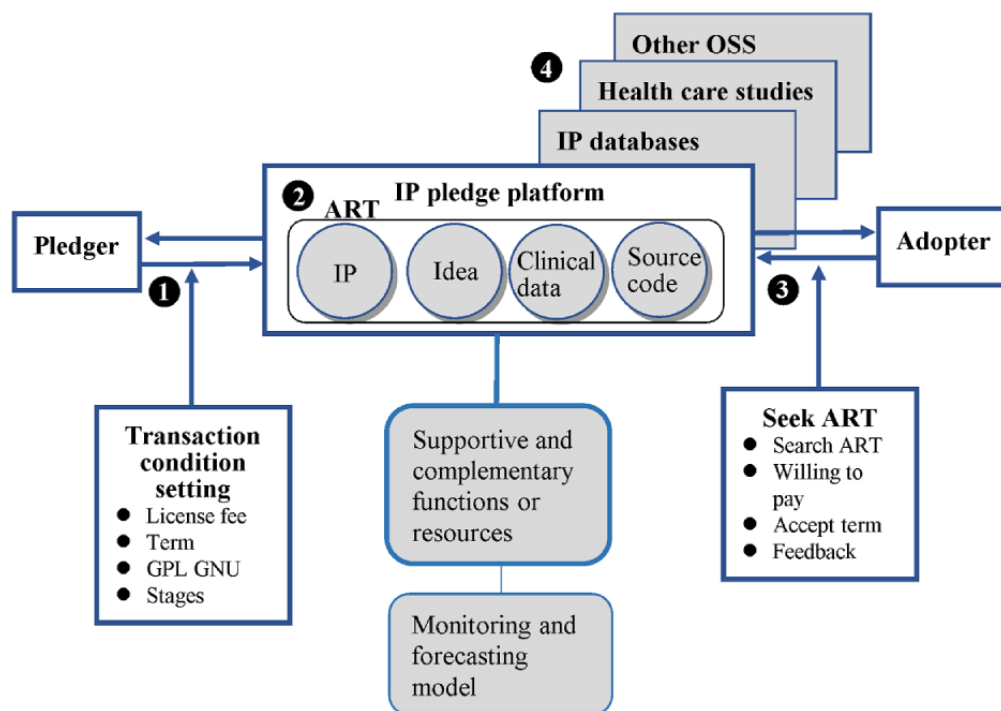 Other OSS
4
Health care studies
IP databases
2
IP pledge platform
ART
Pledger
IP
Idea
Clinical
data
Source
code
Adopter
1
3
Transaction
condition
setting
● License fee
● Term
● GPL GNU
● Stages
Supportive and
complementary
functions or
resources
Seek ART
● Search ART
● Willing to
pay
● Accept term
● Feedback
Monitoring and
forecasting
model